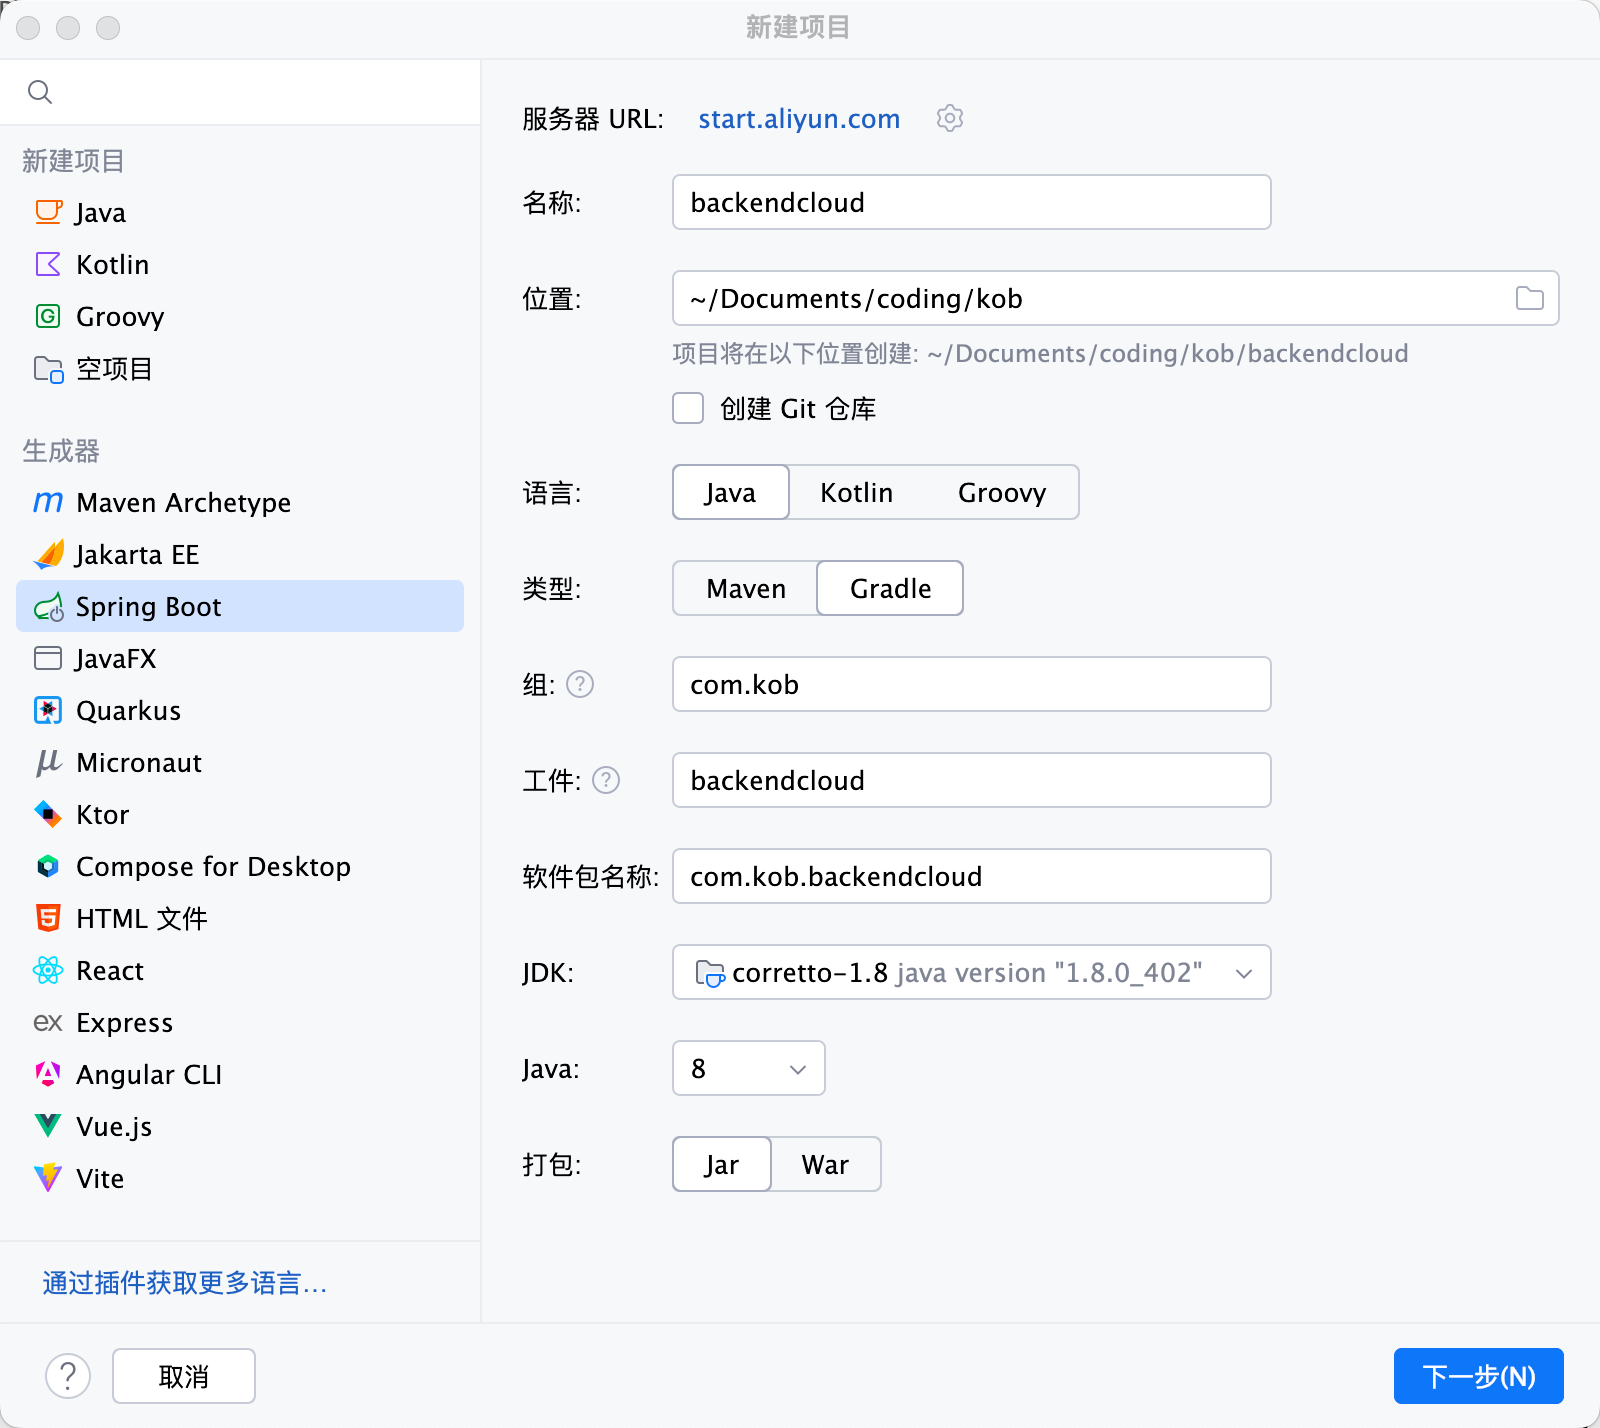 新建项目
新建项目
Java
Kotlin
Groovy
空项目
生成器
Maven Archetype
Jakarta EE
Spring Boot
JavaFX
Quarkus
Micronaut
Ktor
Compose for Desktop
HTML 文件
React
Express
Angular CLI
Vue.js
Vite
通过插件获取更多语言...
服务器 URL: start.aliyun.com
名称: backendcloud
位置: ~/Documents/coding/kob
项目将在以下位置创建: ~/Documents/coding/kob/backendcloud
创建 Git 仓库
语言: Java Kotlin Groovy
类型: Maven Gradle
组: ? com.kob
工件: ? backendcloud
软件包名称: com.kob.backendcloud
JDK: corretto-1.8 java version "1.8.0_402"
Java: 8
打包: Jar War
? 取消 下一步(N)